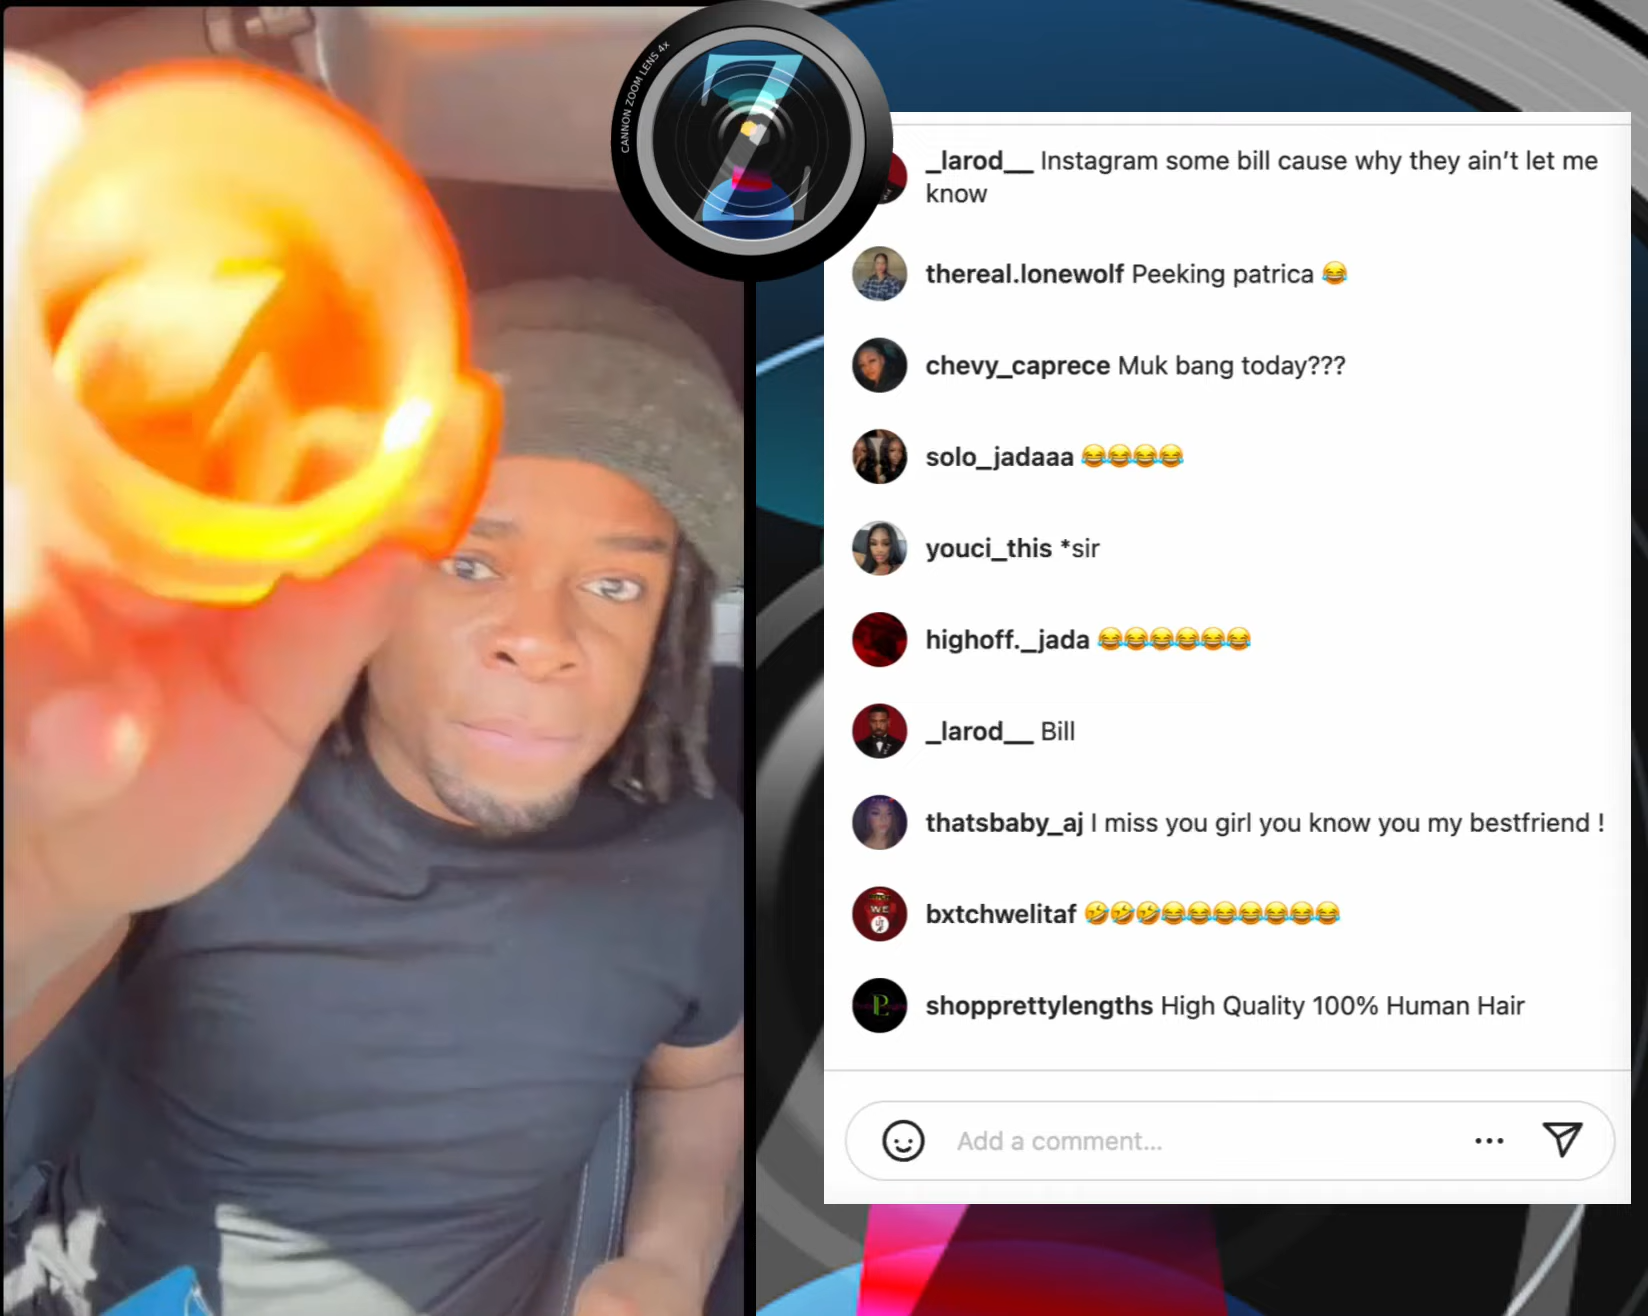 CANNON ZOOM LENS 4x
Z
_larod__ Instagram some bill cause why they ain’t let me
know
thereal.lonewolf Peeking patrica 😂
chevy_caprece Muk bang today???
solo_jadaaa 😂😂😂😂
youci_this *sir
highoff._jada 😂😂😂😂😂😂
_larod__ Bill
thatsbaby_aj I miss you girl you know you my bestfriend !
WE
bxtchwelitaf 🤣🤣🤣😂😂😂😂😂😂😂
PL
shopprettylengths High Quality 100% Human Hair
Add a comment...